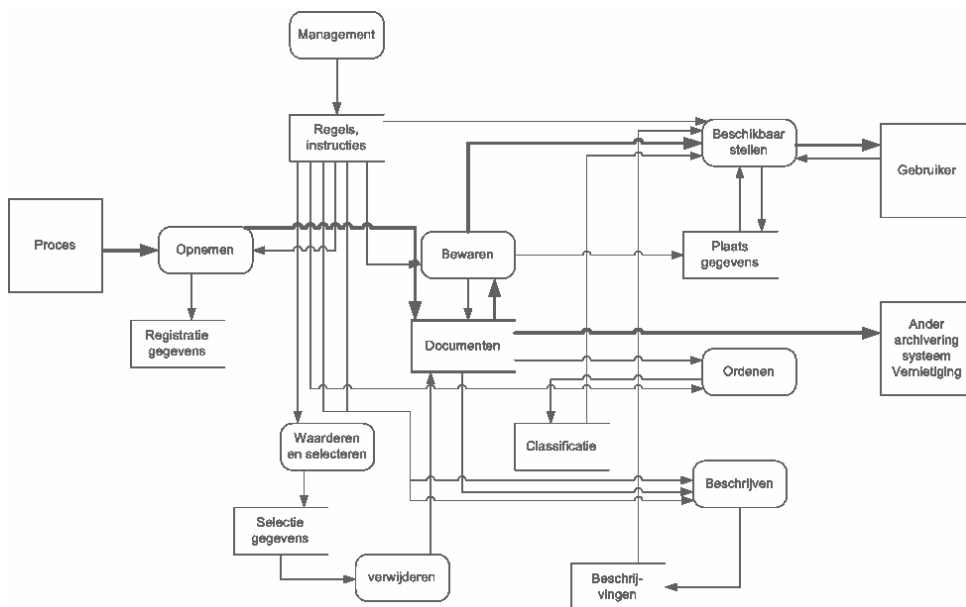 Management
Regels,
instructies
Beschikbaar
stellen
Gebruiker
Proces
Opnemen
Bewaren
Plaats
gegevens
Registratie
gegevens
Documenten
Ander
archivering
systeem
Vernietiging
Ordenen
Waarderen
en selecteren
Classificatie
Beschrijven
Selectie
gegevens
verwijderen
Beschrij-
vingen